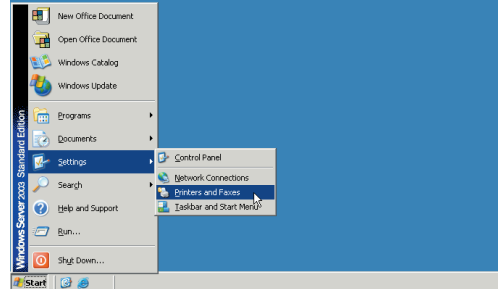 New Office Document
Open Office Document
Windows Catalog
Windows Update
Programs
Documents
Settings
Search
Help and Support
Run...
Shut Down...
Windows Server 2003 Standard Edition
Control Panel
Network Connections
Printers and Faxes
Taskbar and Start Menu
Start